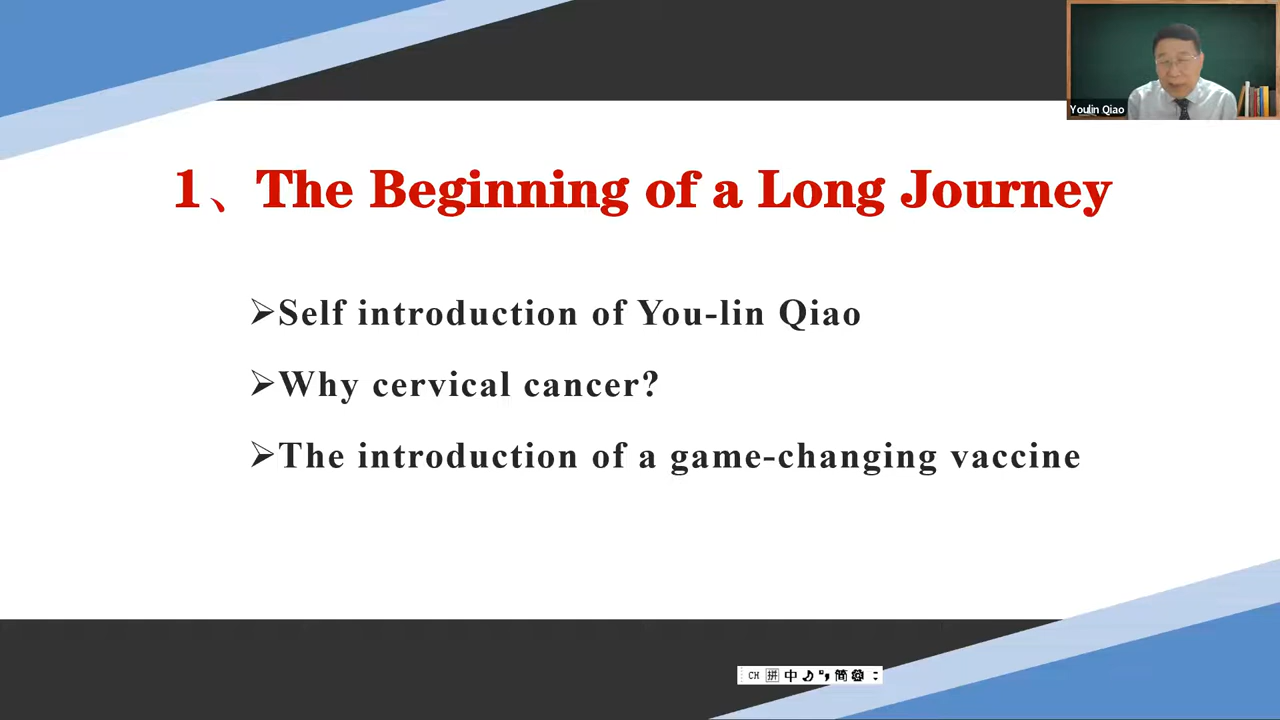 Youlin Qiao
1、The Beginning of a Long Journey
➢Self introduction of You-lin Qiao
➢Why cervical cancer?
➢The introduction of a game-changing vaccine
CH 拼 中 简